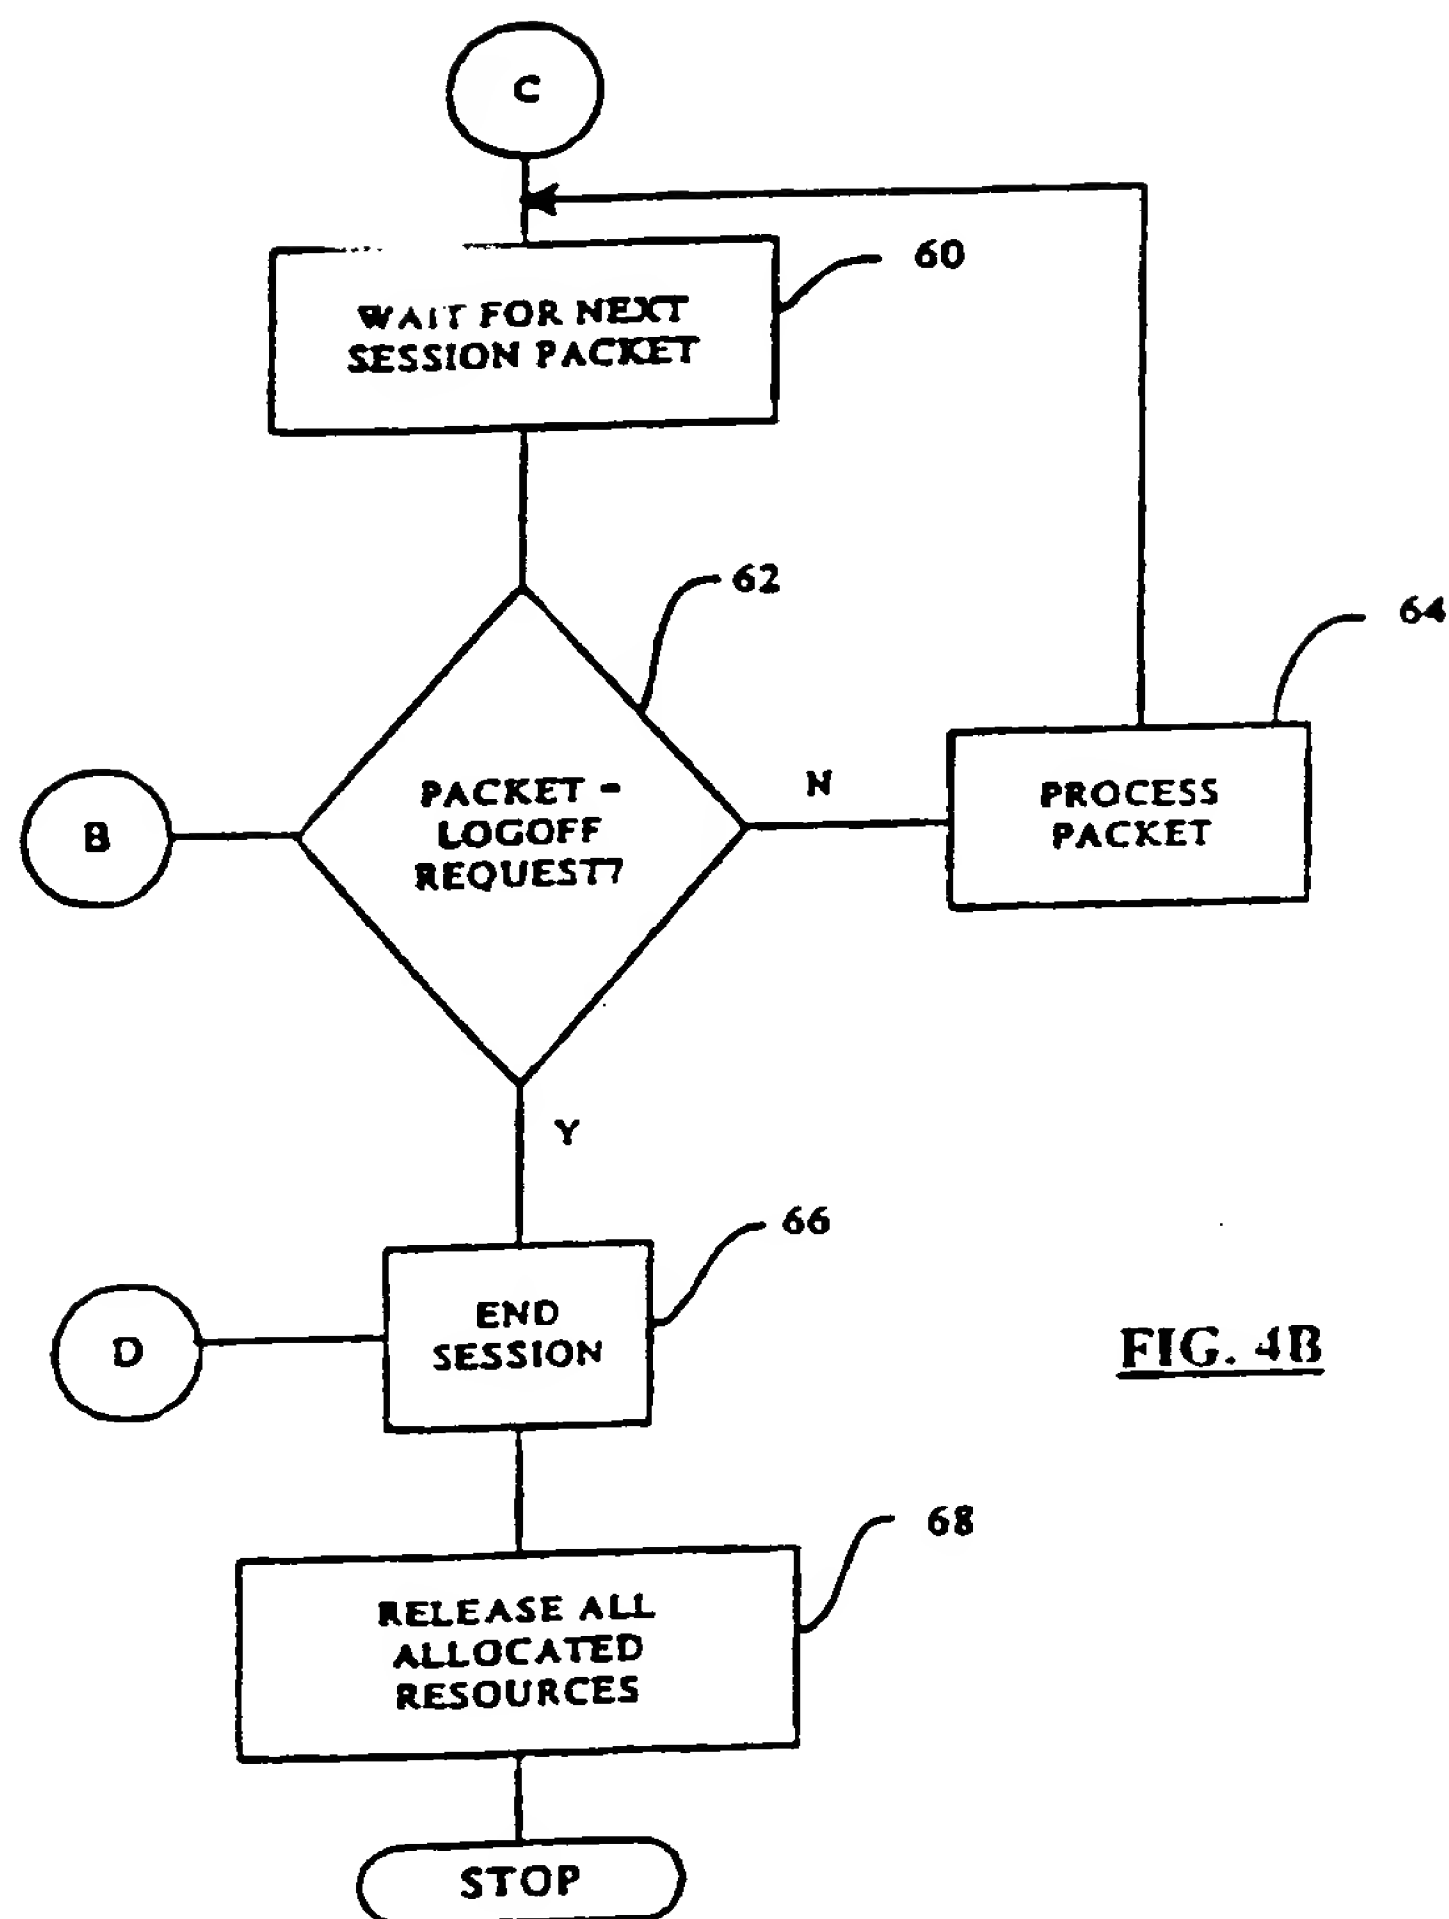 C
60
WAIT FOR NEXT
SESSION PACKET
62
64
PACKET =
LOGOFF
REQUEST?
N
PROCESS
PACKET
B
Y
66
END
SESSION
D
FIG. 4B
68
RELEASE ALL
ALLOCATED
RESOURCES
STOP